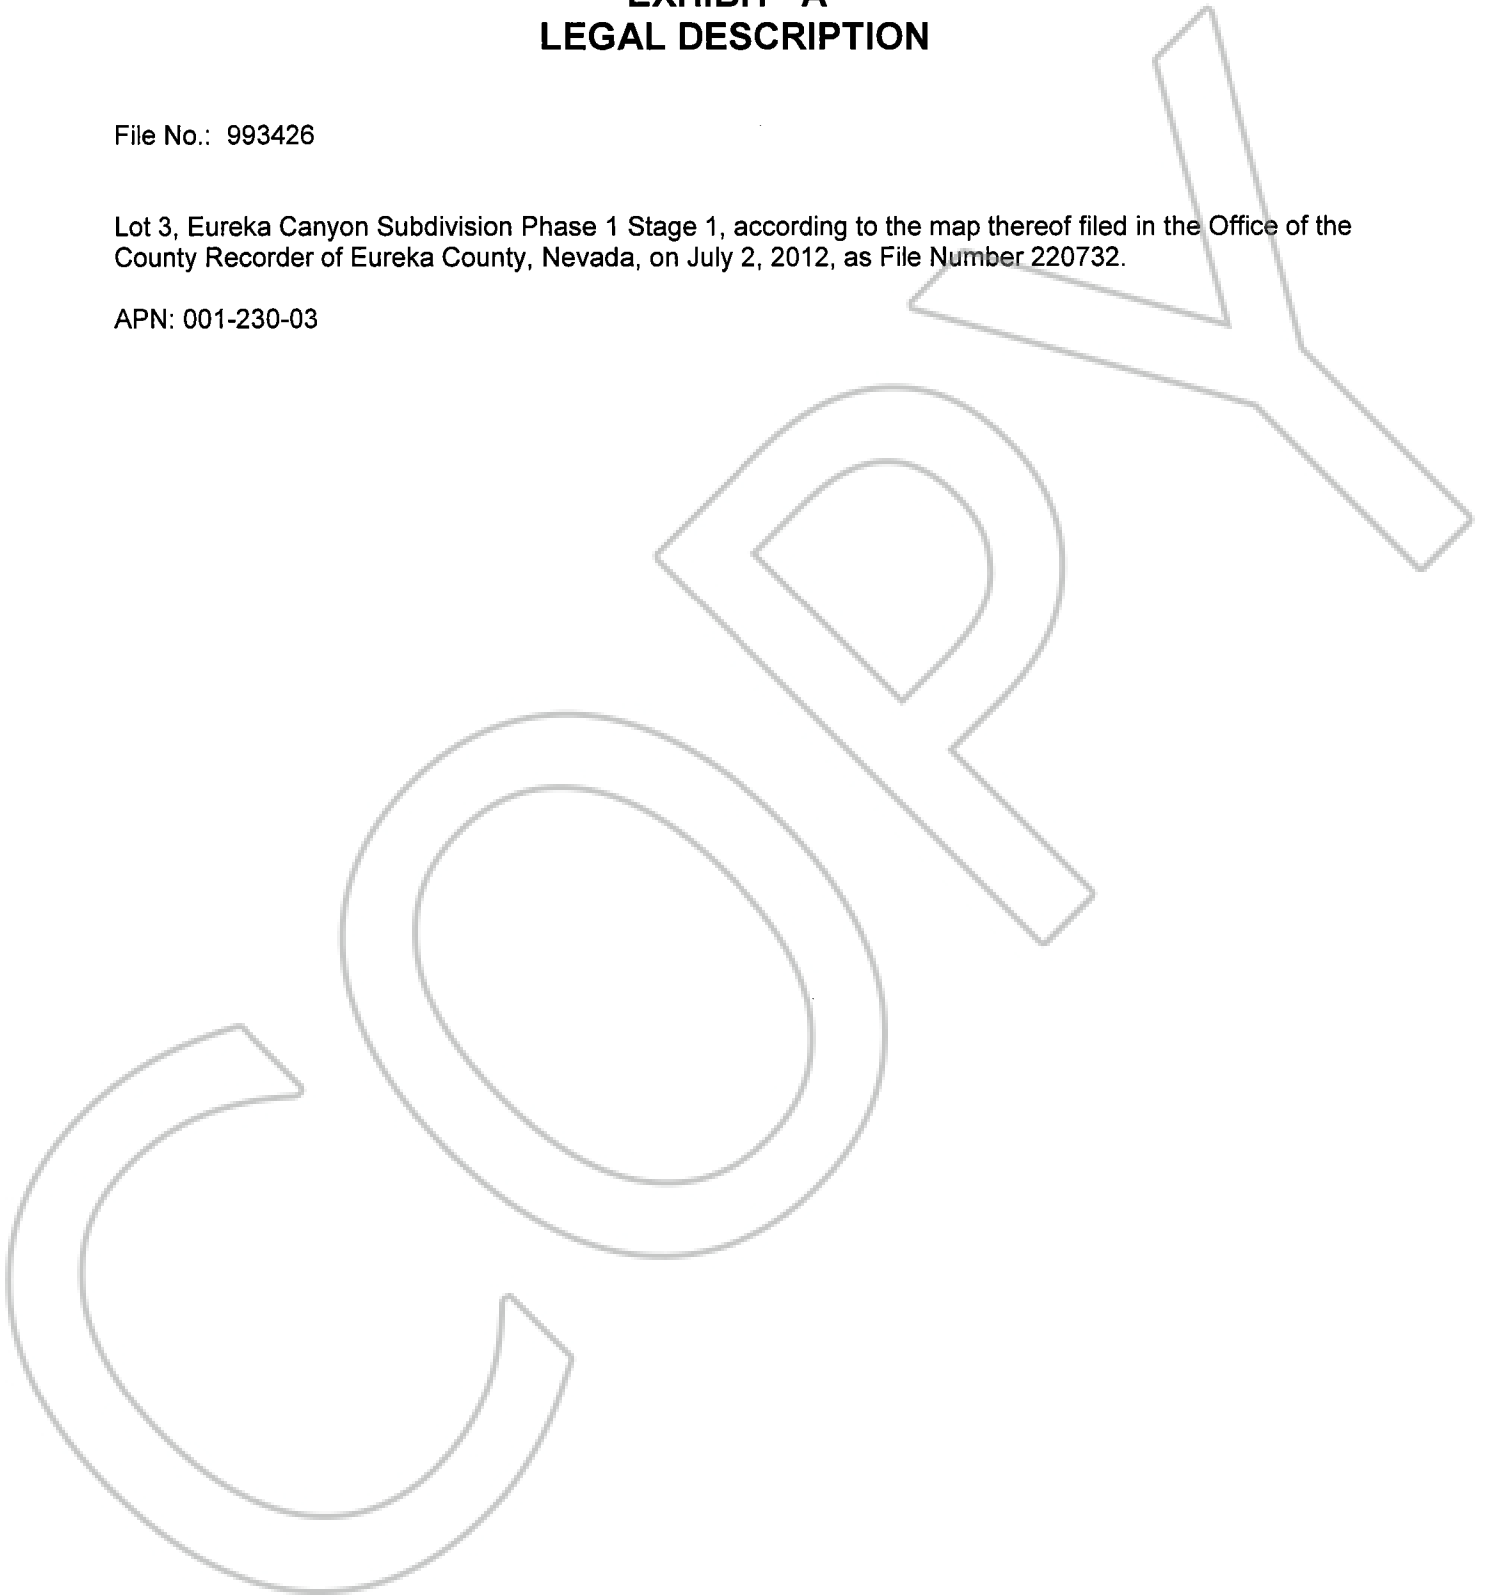 EXHIBIT "A"
LEGAL DESCRIPTION
File No.: 993426
Lot 3, Eureka Canyon Subdivision Phase 1 Stage 1, according to the map thereof filed in the Office of the
County Recorder of Eureka County, Nevada, on July 2, 2012, as File Number 220732.
APN: 001-230-03
COPY